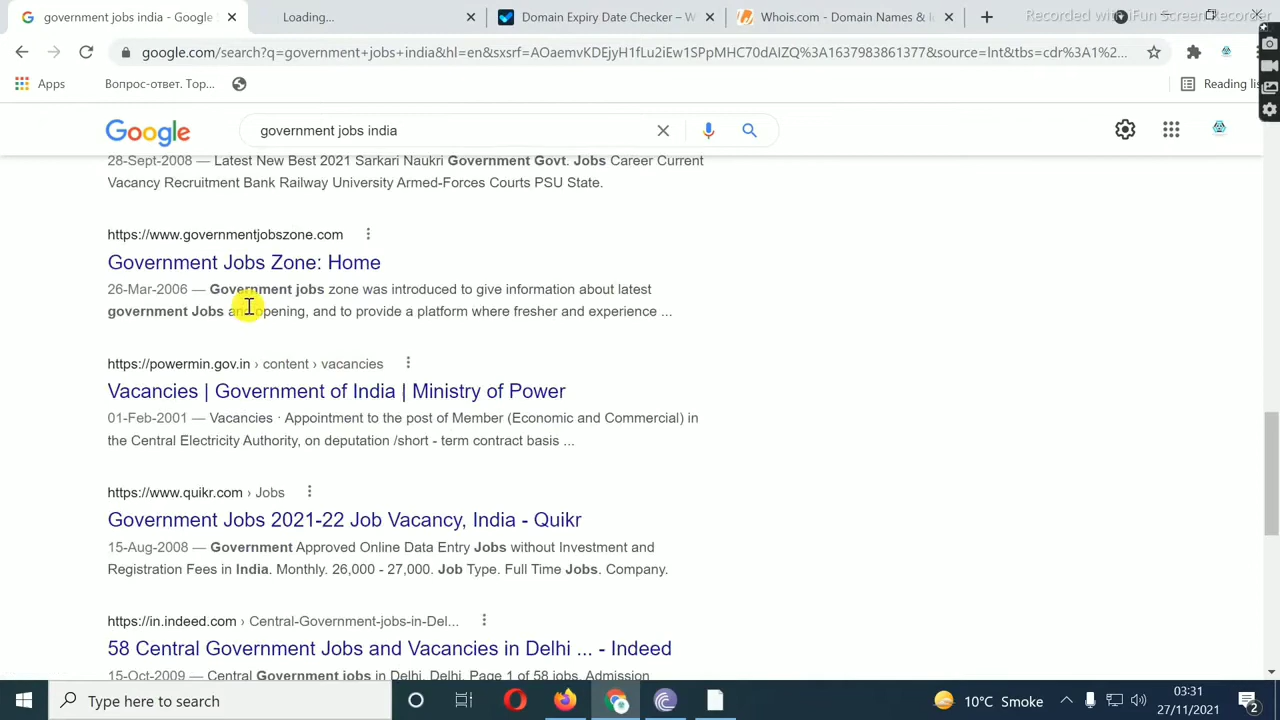 government jobs india - Google
Loading...
Domain Expiry Date Checker – W
Whois.com - Domain Names & Id
Recorded with iFun Screen Recorder
google.com/search?q=government+jobs+india&hl=en&sxsrf=AOaemvKDEjyH1fLu2iEw1SPpMHC70dAIZQ%3A1637983861377&source=lnt&tbs=cdr%3A1%2...
Apps
Вопрос-ответ. Тор...
Reading lis
Google
government jobs india
28-Sept-2008 — Latest New Best 2021 Sarkari Naukri Government Govt. Jobs Career Current
Vacancy Recruitment Bank Railway University Armed-Forces Courts PSU State.
https://www.governmentjobszone.com
Government Jobs Zone: Home
26-Mar-2006 — Government jobs zone was introduced to give information about latest
government Jobs and opening, and to provide a platform where fresher and experience ...
https://powermin.gov.in › content › vacancies
Vacancies | Government of India | Ministry of Power
01-Feb-2001 — Vacancies · Appointment to the post of Member (Economic and Commercial) in
the Central Electricity Authority, on deputation /short - term contract basis ...
https://www.quikr.com › Jobs
Government Jobs 2021-22 Job Vacancy, India - Quikr
15-Aug-2008 — Government Approved Online Data Entry Jobs without Investment and
Registration Fees in India. Monthly. 26,000 - 27,000. Job Type. Full Time Jobs. Company.
https://in.indeed.com › Central-Government-jobs-in-Del...
58 Central Government Jobs and Vacancies in Delhi ... - Indeed
15-Oct-2009 — Central Government jobs in Delhi, Delhi. Page 1 of 58 jobs. Admission
Type here to search
10°C Smoke
03:31
27/11/2021
2